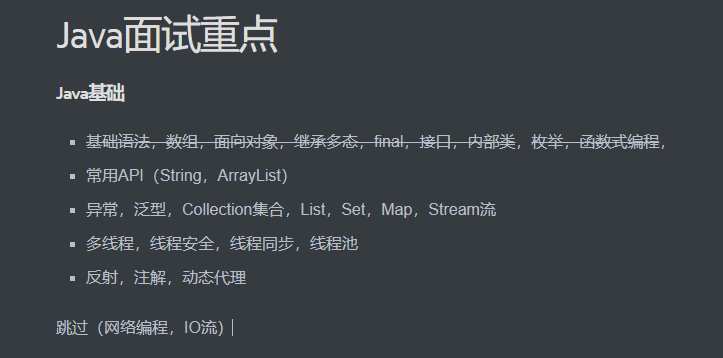 Java面试重点
Java基础
基础语法，数组，面向对象，继承多态，final，接口，内部类，枚举，函数式编程，
常用API（String，ArrayList）
异常，泛型，Collection集合，List，Set，Map，Stream流
多线程，线程安全，线程同步，线程池
反射，注解，动态代理
跳过（网络编程，IO流）